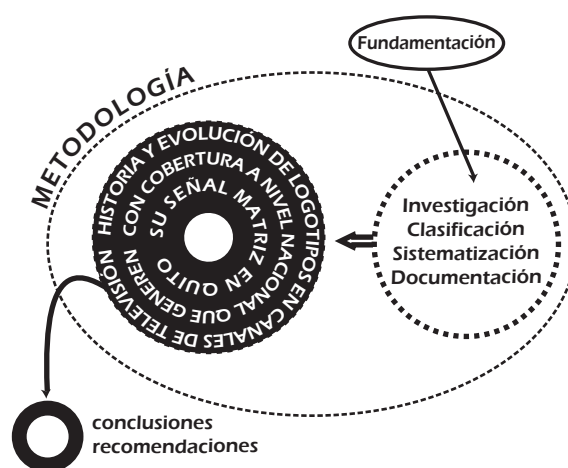 Fundamentación
METODOLOGÍA
HISTORIA Y EVOLUCIÓN DE LOGOTIPOS EN CANALES DE TELEVISIÓN
CON COBERTURA A NIVEL NACIONAL QUE GENEREN
SU SEÑAL MATRIZ EN QUITO
Investigación
Clasificación
Sistematización
Documentación
conclusiones
recomendaciones